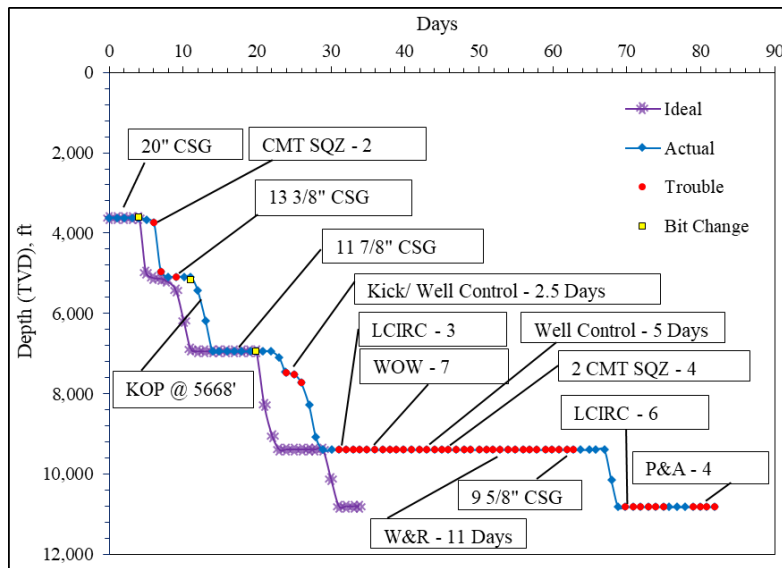 Days
0 10 20 30 40 50 60 70 80 90
0
2,000
4,000
6,000
8,000
10,000
12,000
Depth (TVD), ft
Ideal
Actual
Trouble
Bit Change
20" CSG
CMT SQZ - 2
13 3/8" CSG
11 7/8" CSG
Kick/ Well Control - 2.5 Days
LCIRC - 3
Well Control - 5 Days
WOW - 7
2 CMT SQZ - 4
KOP @ 5668'
LCIRC - 6
P&A - 4
9 5/8" CSG
W&R - 11 Days